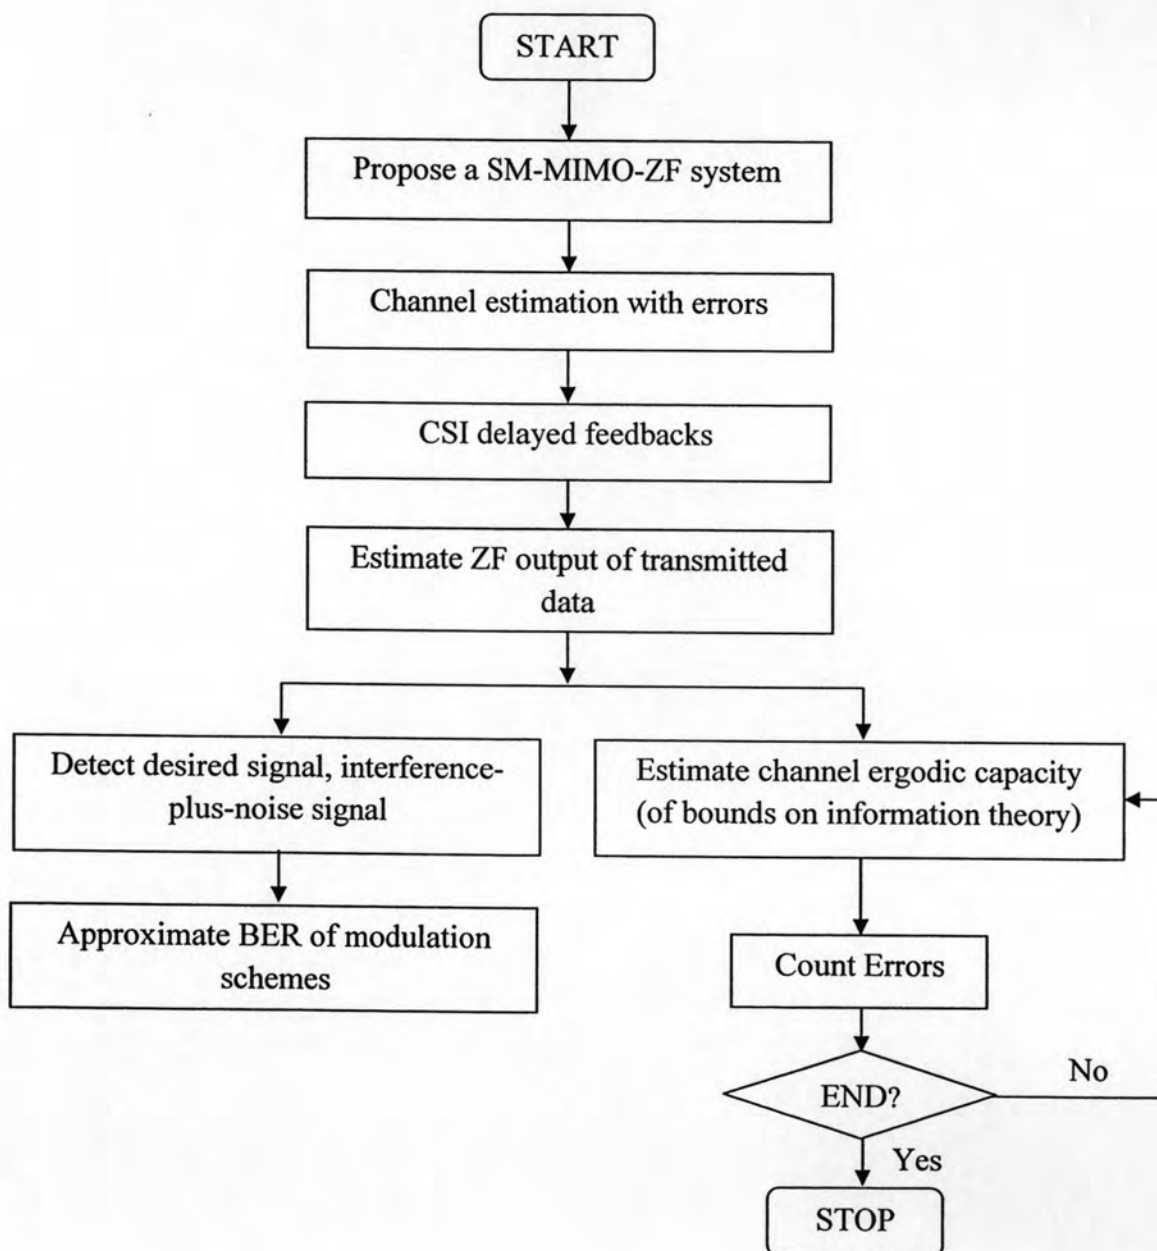 START
Propose a SM-MIMO-ZF system
Channel estimation with errors
CSI delayed feedbacks
Estimate ZF output of transmitted
data
Detect desired signal, interference-
plus-noise signal
Approximate BER of modulation
schemes
Estimate channel ergodic capacity
(of bounds on information theory)
Count Errors
END?
No
Yes
STOP